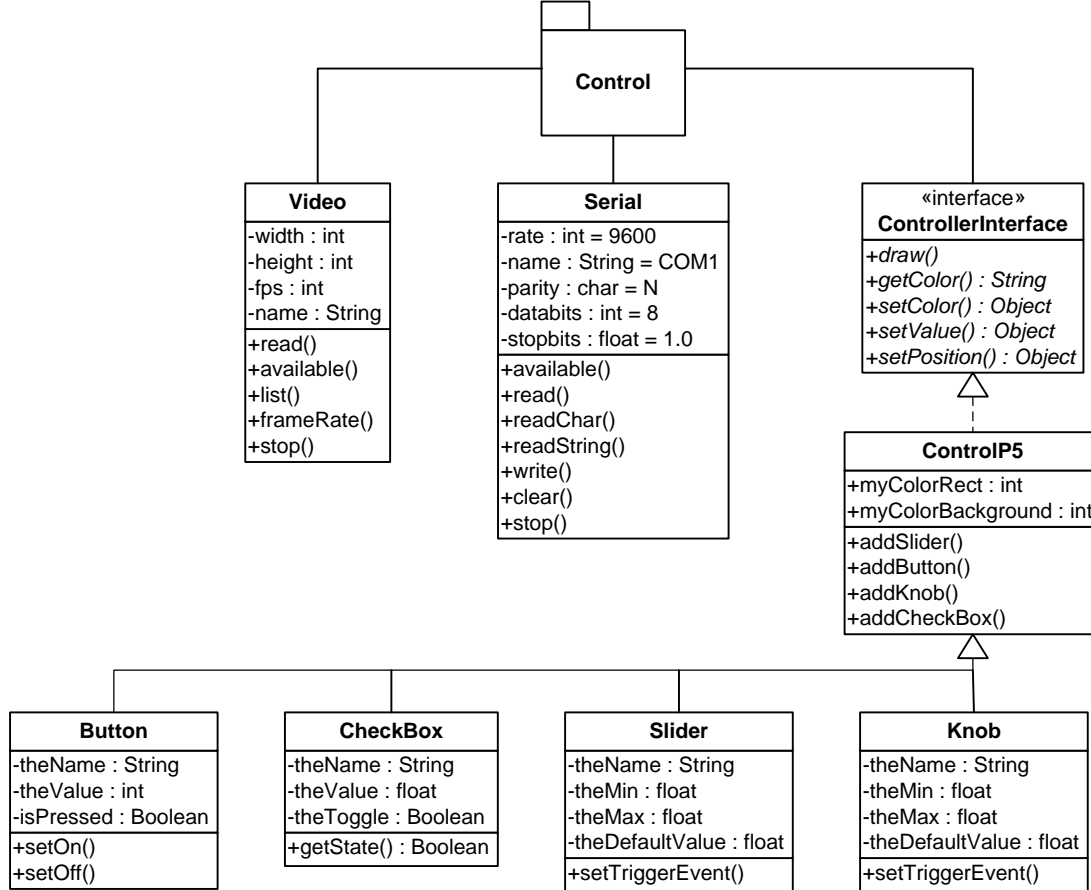 Control
Video
-width : int
-height : int
-fps : int
-name : String
+read()
+available()
+list()
+frameRate()
+stop()
Serial
-rate : int = 9600
-name : String = COM1
-parity : char = N
-databits : int = 8
-stopbits : float = 1.0
+available()
+read()
+readChar()
+readString()
+write()
+clear()
+stop()
«interface»
ControllerInterface
+draw()
+getColor() : String
+setColor() : Object
+setValue() : Object
+setPosition() : Object
ControlP5
+myColorRect : int
+myColorBackground : int
+addSlider()
+addButton()
+addKnob()
+addCheckBox()
Button
-theName : String
-theValue : int
-isPressed : Boolean
+setOn()
+setOff()
CheckBox
-theName : String
-theValue : float
-theToggle : Boolean
+getState() : Boolean
Slider
-theName : String
-theMin : float
-theMax : float
-theDefaultValue : float
+setTriggerEvent()
Knob
-theName : String
-theMin : float
-theMax : float
-theDefaultValue : float
+setTriggerEvent()